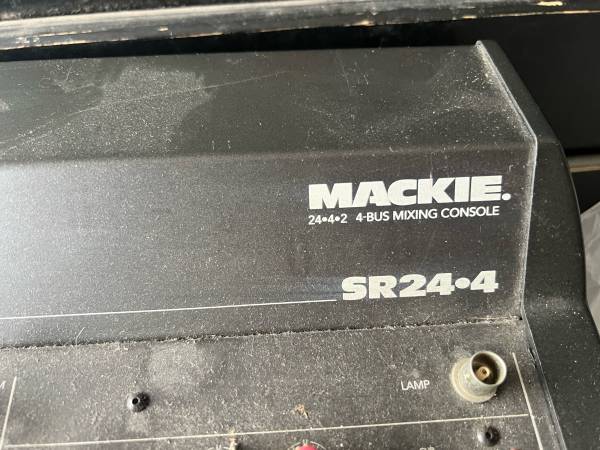 MACKIE.
24•4•2 4-BUS MIXING CONSOLE
SR24•4
LAMP